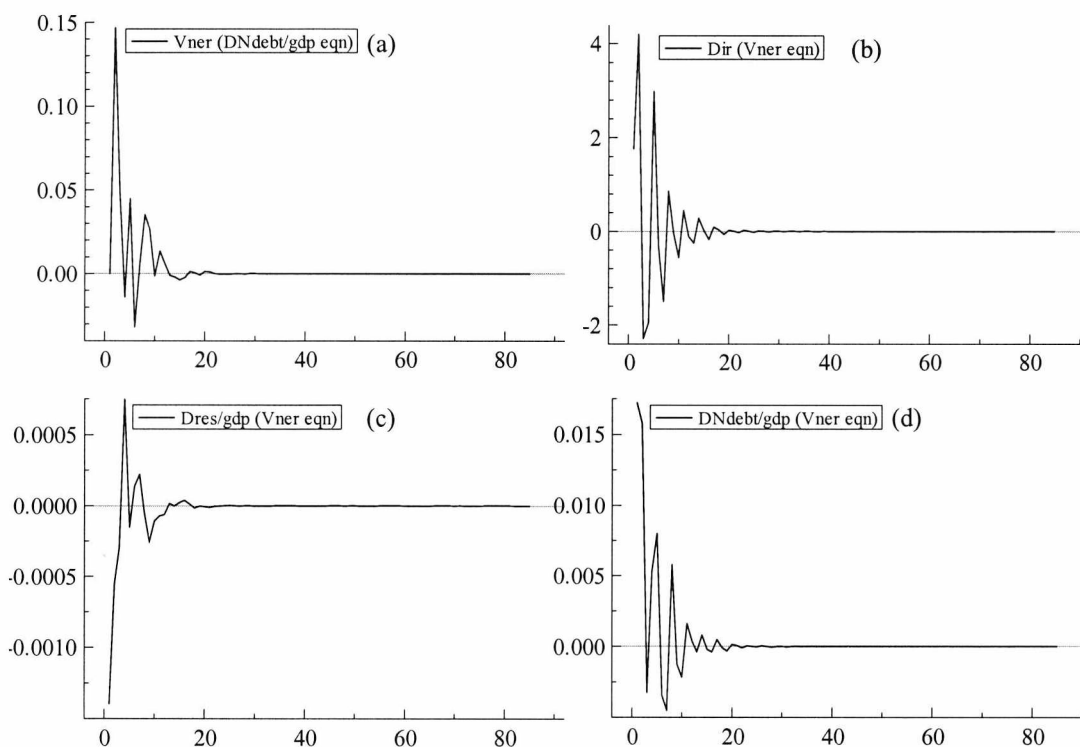 Vner (DNdebt/gdp eqn) (a)
0.15
0.10
0.05
0.00
0 20 40 60 80
Dir (Vner eqn) (b)
4
2
0
-2
0 20 40 60 80
Dres/gdp (Vner eqn) (c)
0.0005
0.0000
-0.0005
-0.0010
0 20 40 60 80
DNdebt/gdp (Vner eqn) (d)
0.015
0.010
0.005
0.000
0 20 40 60 80